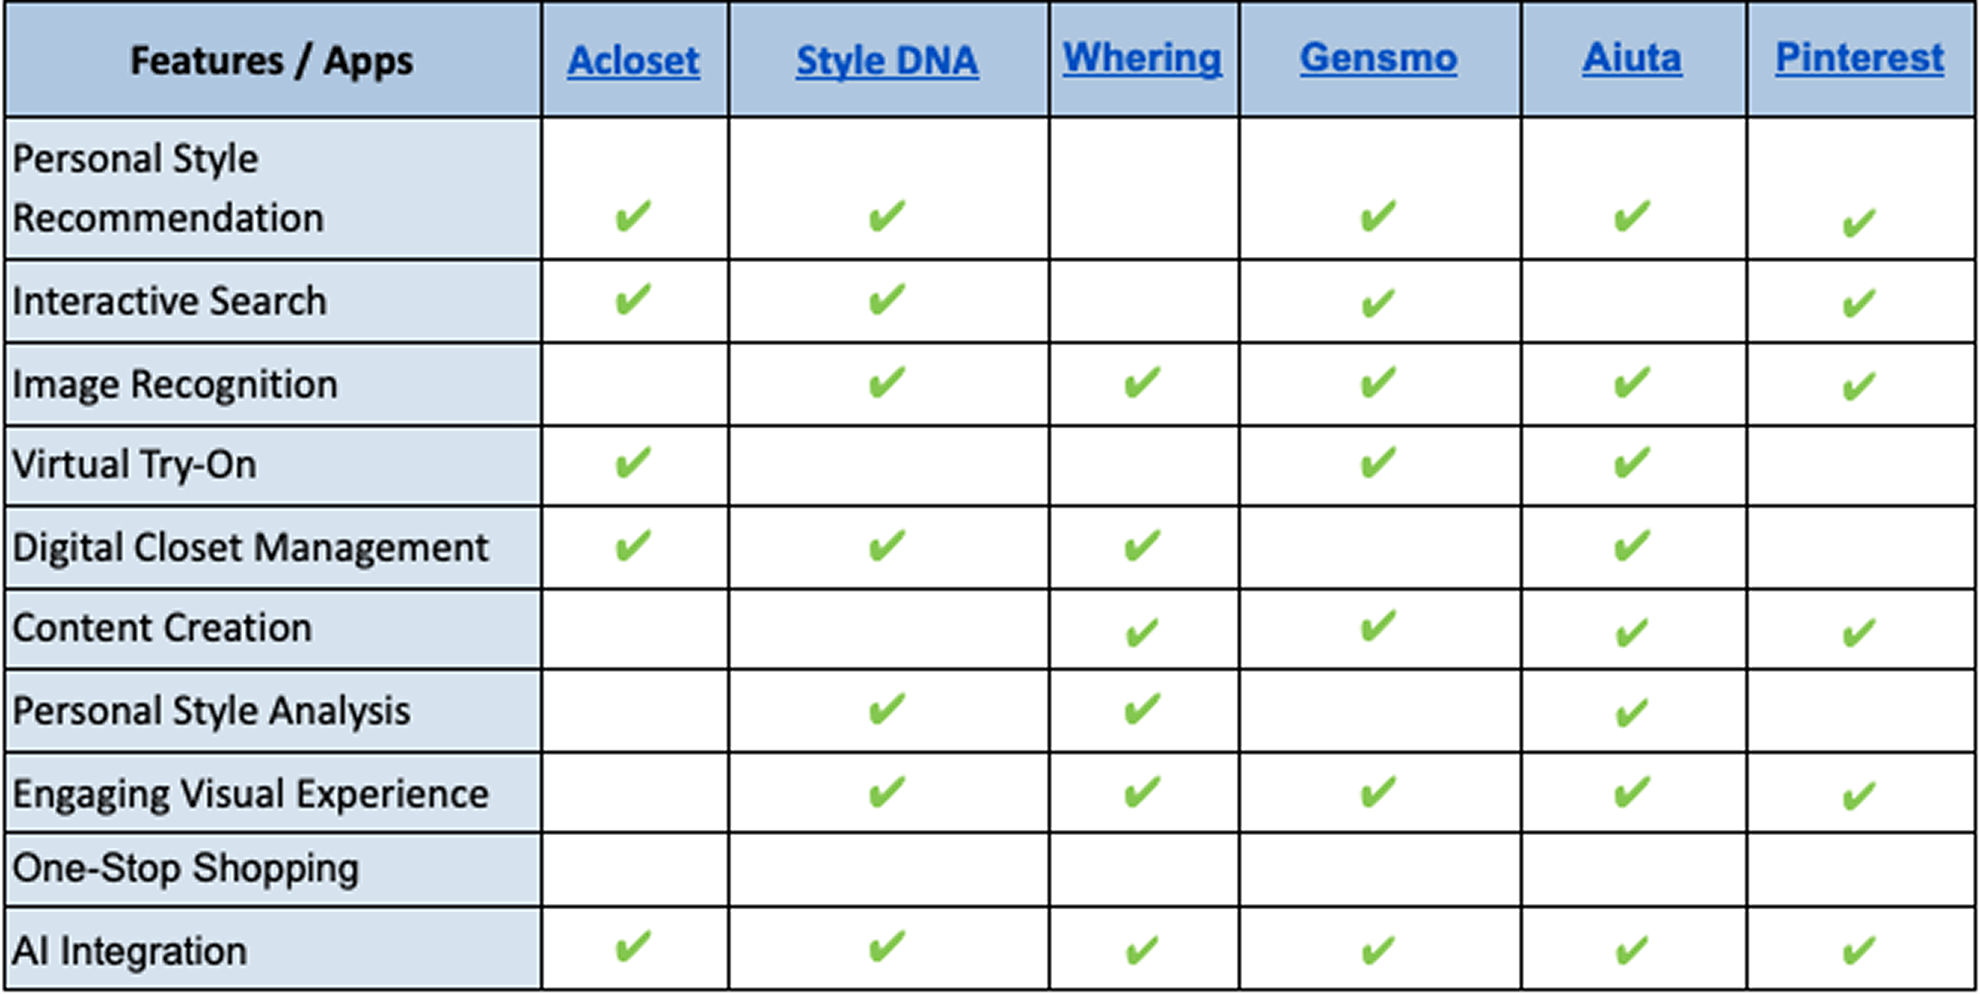 Features / Apps Acloset Style DNA Whering Gensmo Aiuta Pinterest
Personal Style
Recommendation ✔ ✔ ✔ ✔ ✔
Interactive Search ✔ ✔ ✔ ✔
Image Recognition ✔ ✔ ✔ ✔ ✔
Virtual Try-On ✔ ✔ ✔
Digital Closet Management ✔ ✔ ✔ ✔
Content Creation ✔ ✔ ✔ ✔
Personal Style Analysis ✔ ✔ ✔
Engaging Visual Experience ✔ ✔ ✔ ✔ ✔
One-Stop Shopping
AI Integration ✔ ✔ ✔ ✔ ✔ ✔